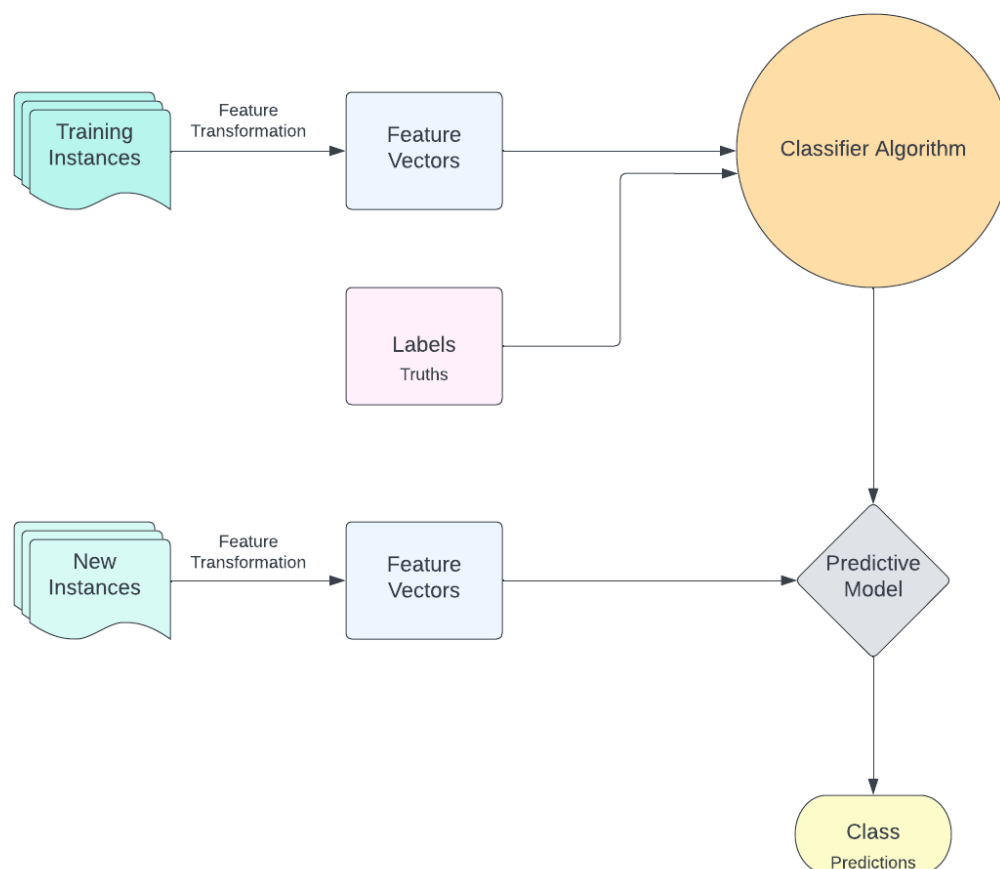 Training
Instances
Feature
Transformation
Feature
Vectors
Classifier Algorithm
Labels
Truths
New
Instances
Feature
Transformation
Feature
Vectors
Predictive
Model
Class
Predictions